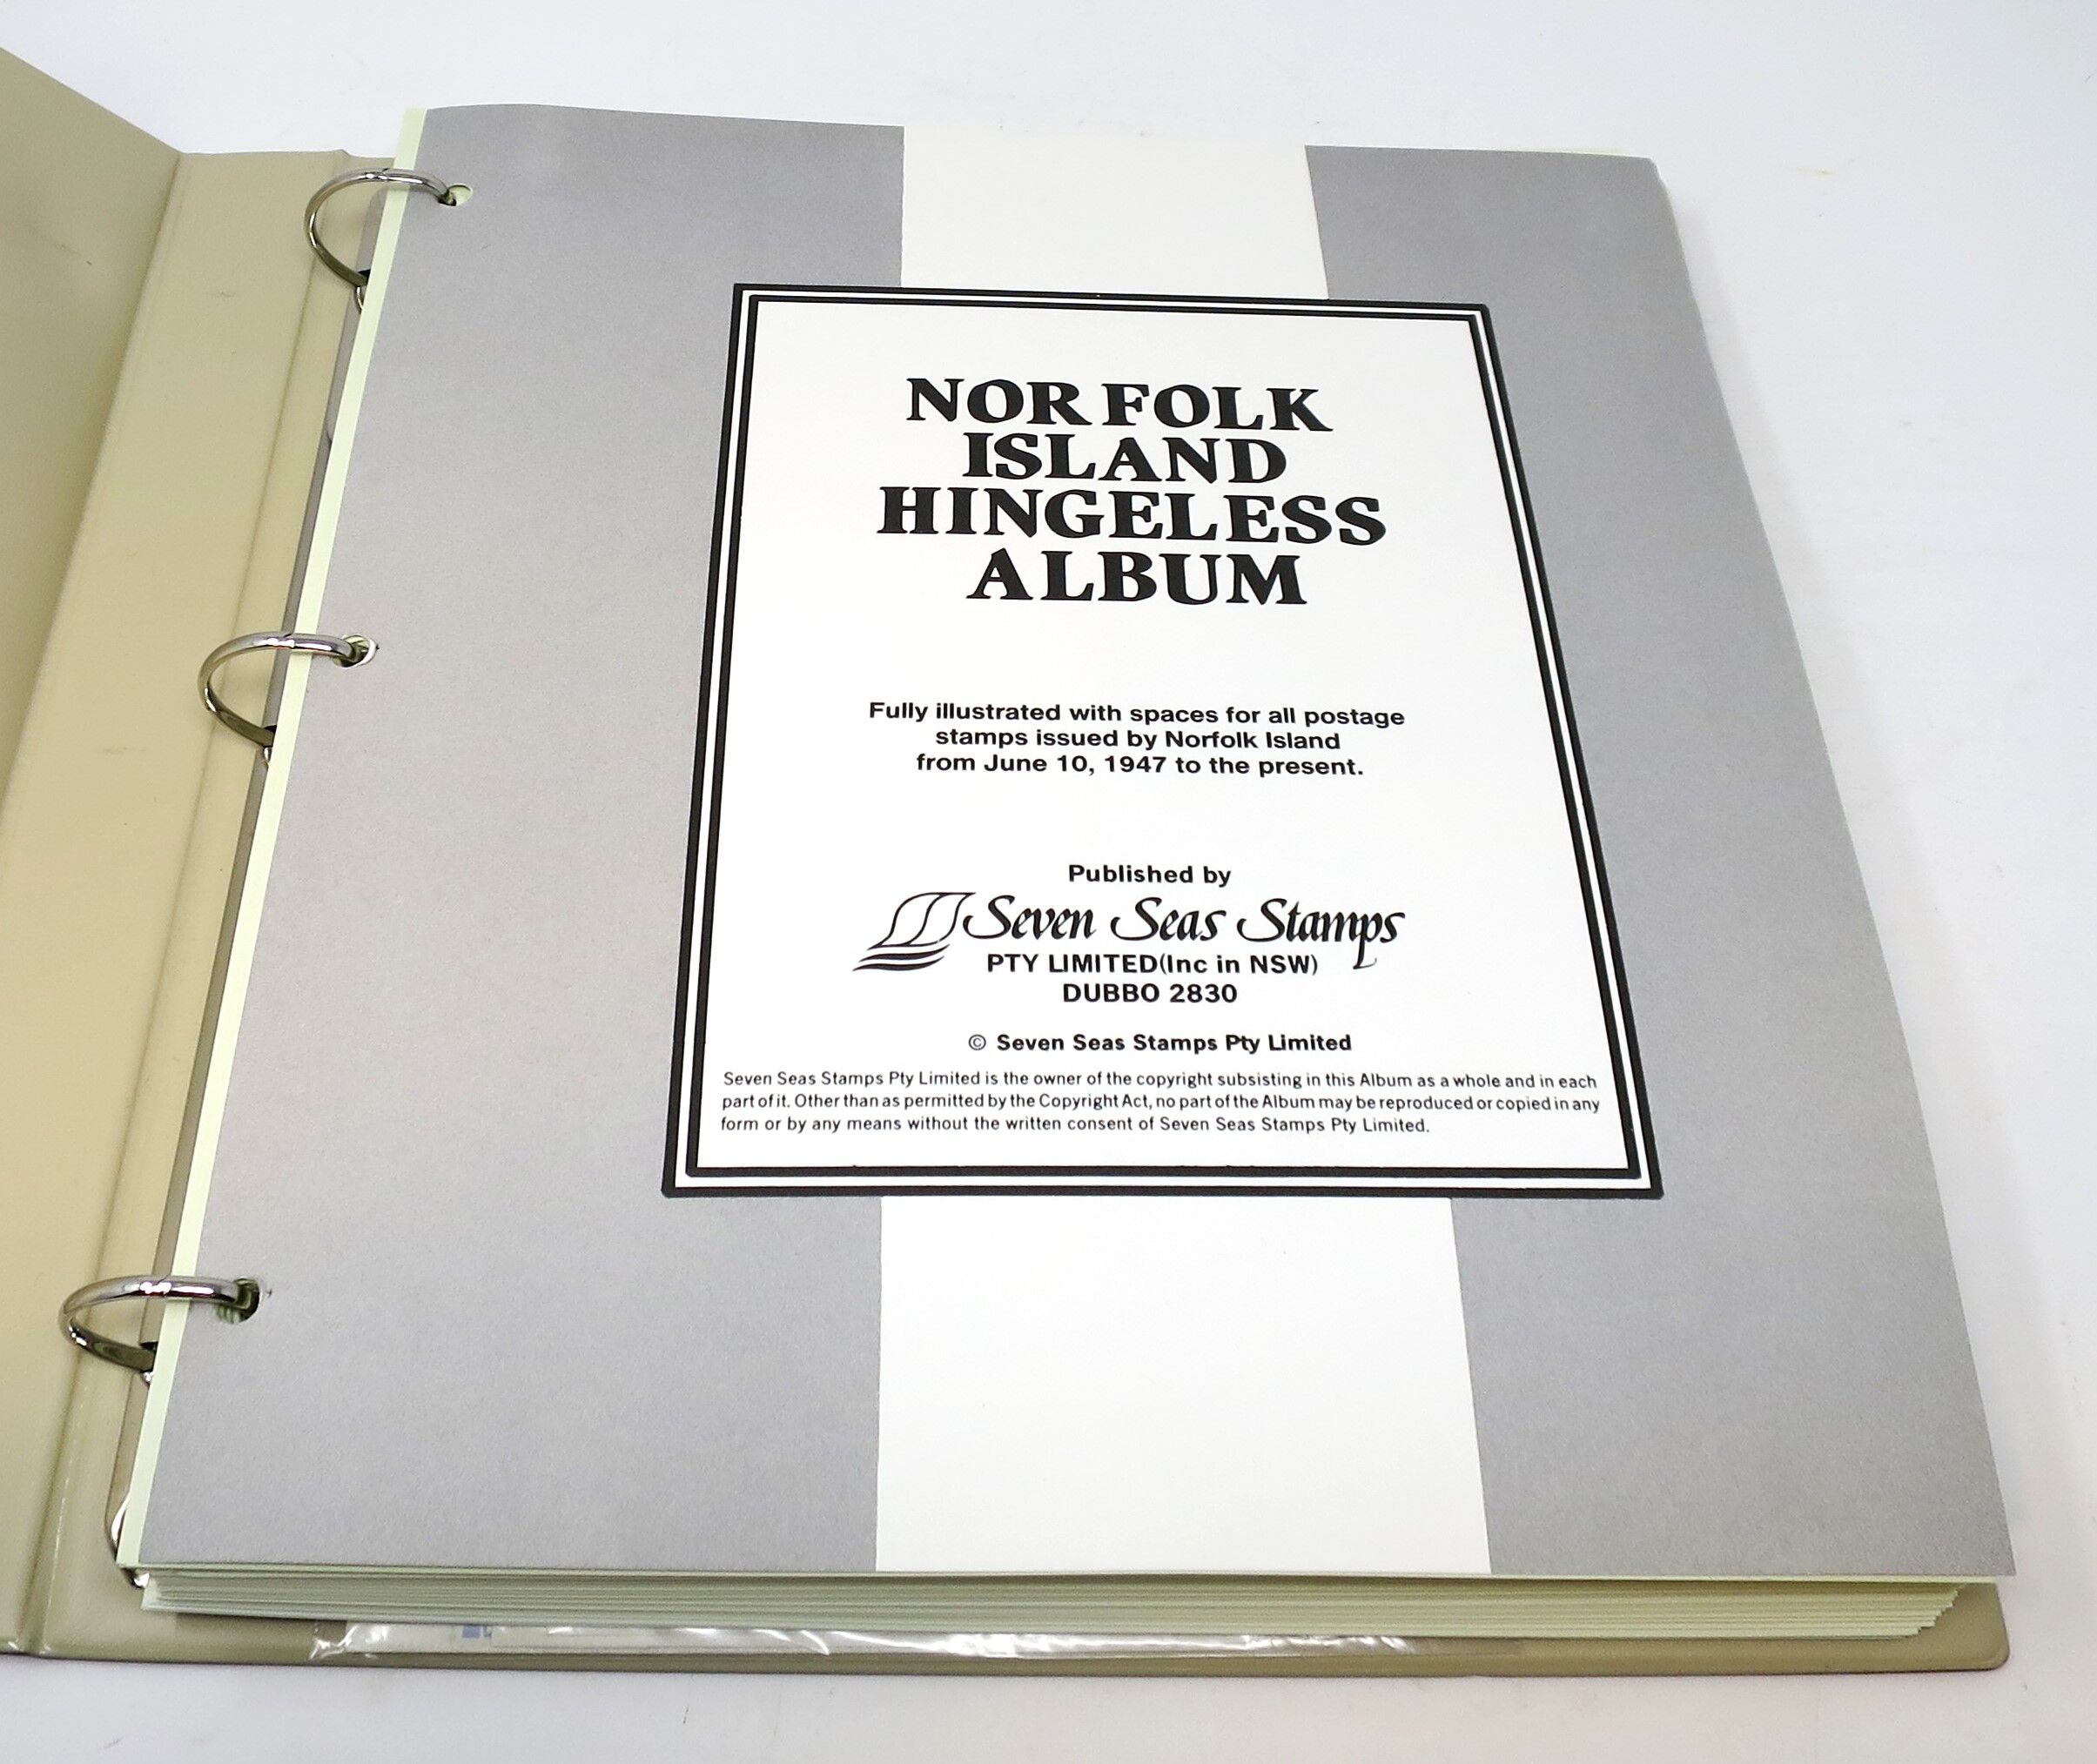 NORFOLK
ISLAND
HINGELESS
ALBUM
Fully illustrated with spaces for all postage
stamps issued by Norfolk Island
from June 10, 1947 to the present.
Published by
Seven Seas Stamps
PTY LIMITED(Inc in NSW)
DUBBO 2830
© Seven Seas Stamps Pty Limited
Seven Seas Stamps Pty Limited is the owner of the copyright subsisting in this Album as a whole and in each
part of it. Other than as permitted by the Copyright Act, no part of the Album may be reproduced or copied in any
form or by any means without the written consent of Seven Seas Stamps Pty Limited.